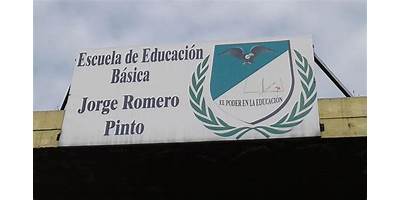 Escuela de Educación
Básica
Jorge Romero
Pinto
EL PODER EN LA EDUCACION